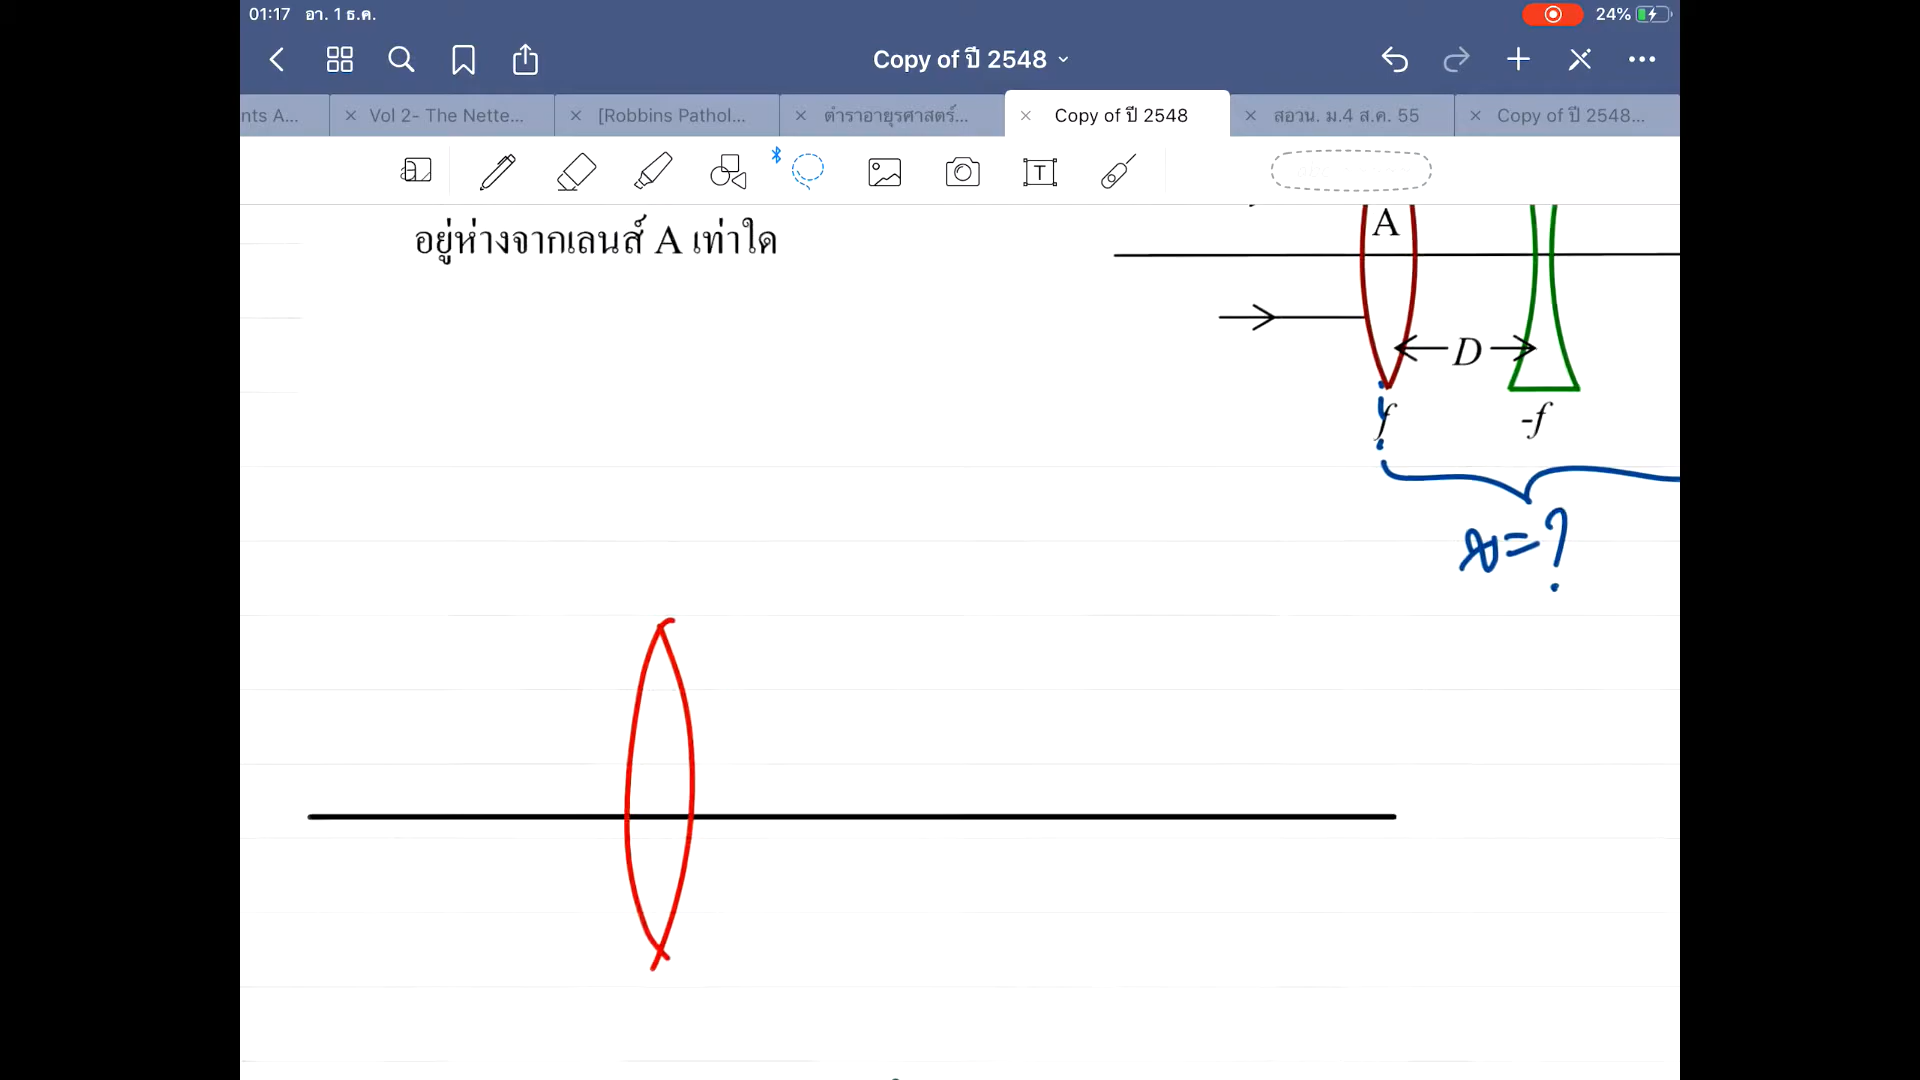 01:17 อา. 1 ธ.ค.
24%
Copy of ปี 2548
nts A...
Vol 2- The Nette...
[Robbins Pathol...
ตำราอายุรศาสตร์...
Copy of ปี 2548
สอวน. ม.4 ส.ค. 55
Copy of ปี 2548...
T
อยู่ห่างจากเลนส์ A เท่าใด
A
D
f
-f
x=?